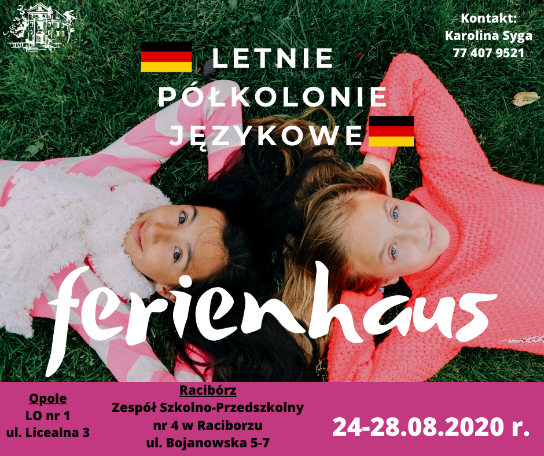 Kontakt:
Karolina Syga
77 407 9521
LETNIE
PÓŁKOLONIE
JĘZYKOWE
ferienhaus
Opole
LO nr 1
ul. Licealna 3
Racibórz
Zespół Szkolno-Przedszkolny
nr 4 w Raciborzu
ul. Bojanowska 5-7
24-28.08.2020 r.